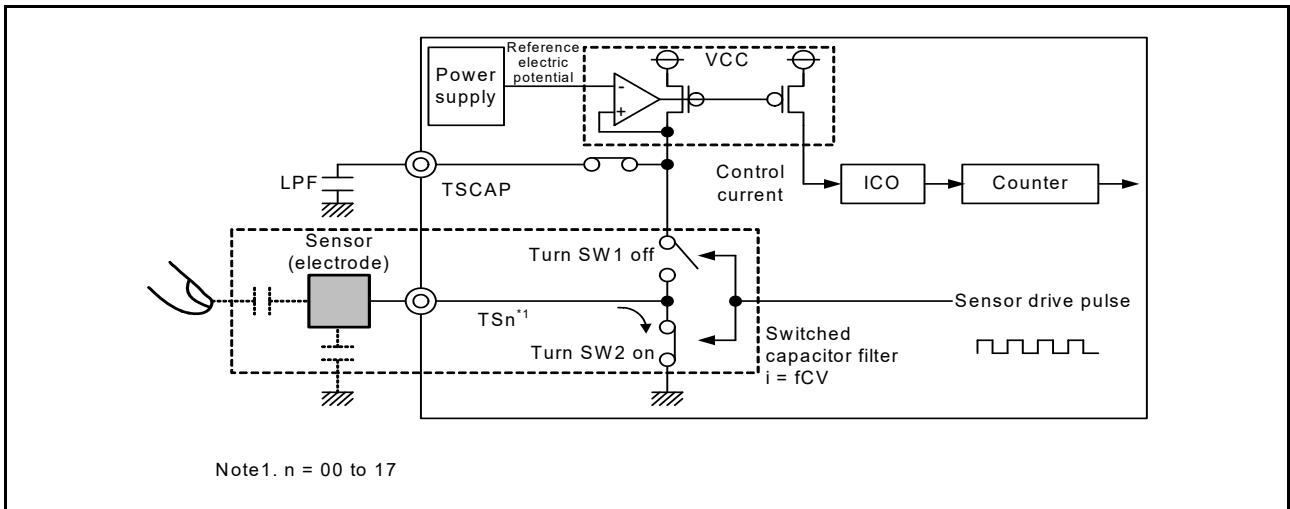 Power
supply
Reference
electric
potential
-
+
VCC
LPF
TSCAP
Control
current
ICO
Counter
Sensor
(electrode)
Turn SW1 off
TSn*1
Turn SW2 on
Sensor drive pulse
Switched
capacitor filter
i = fCV
Note1. n = 00 to 17